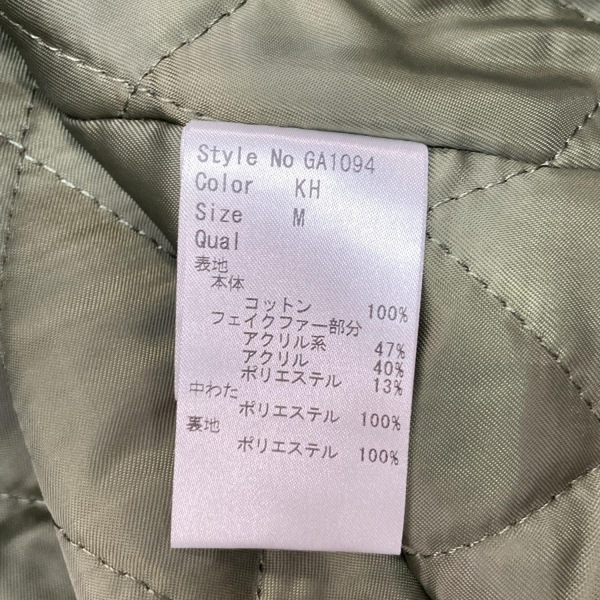 Style No GA1094
Color KH
Size M
Qual
表地
本体
コットン 100%
フェイクファー部分
アクリル系 47%
アクリル 40%
ポリエステル 13%
中わた
ポリエステル 100%
裏地
ポリエステル 100%